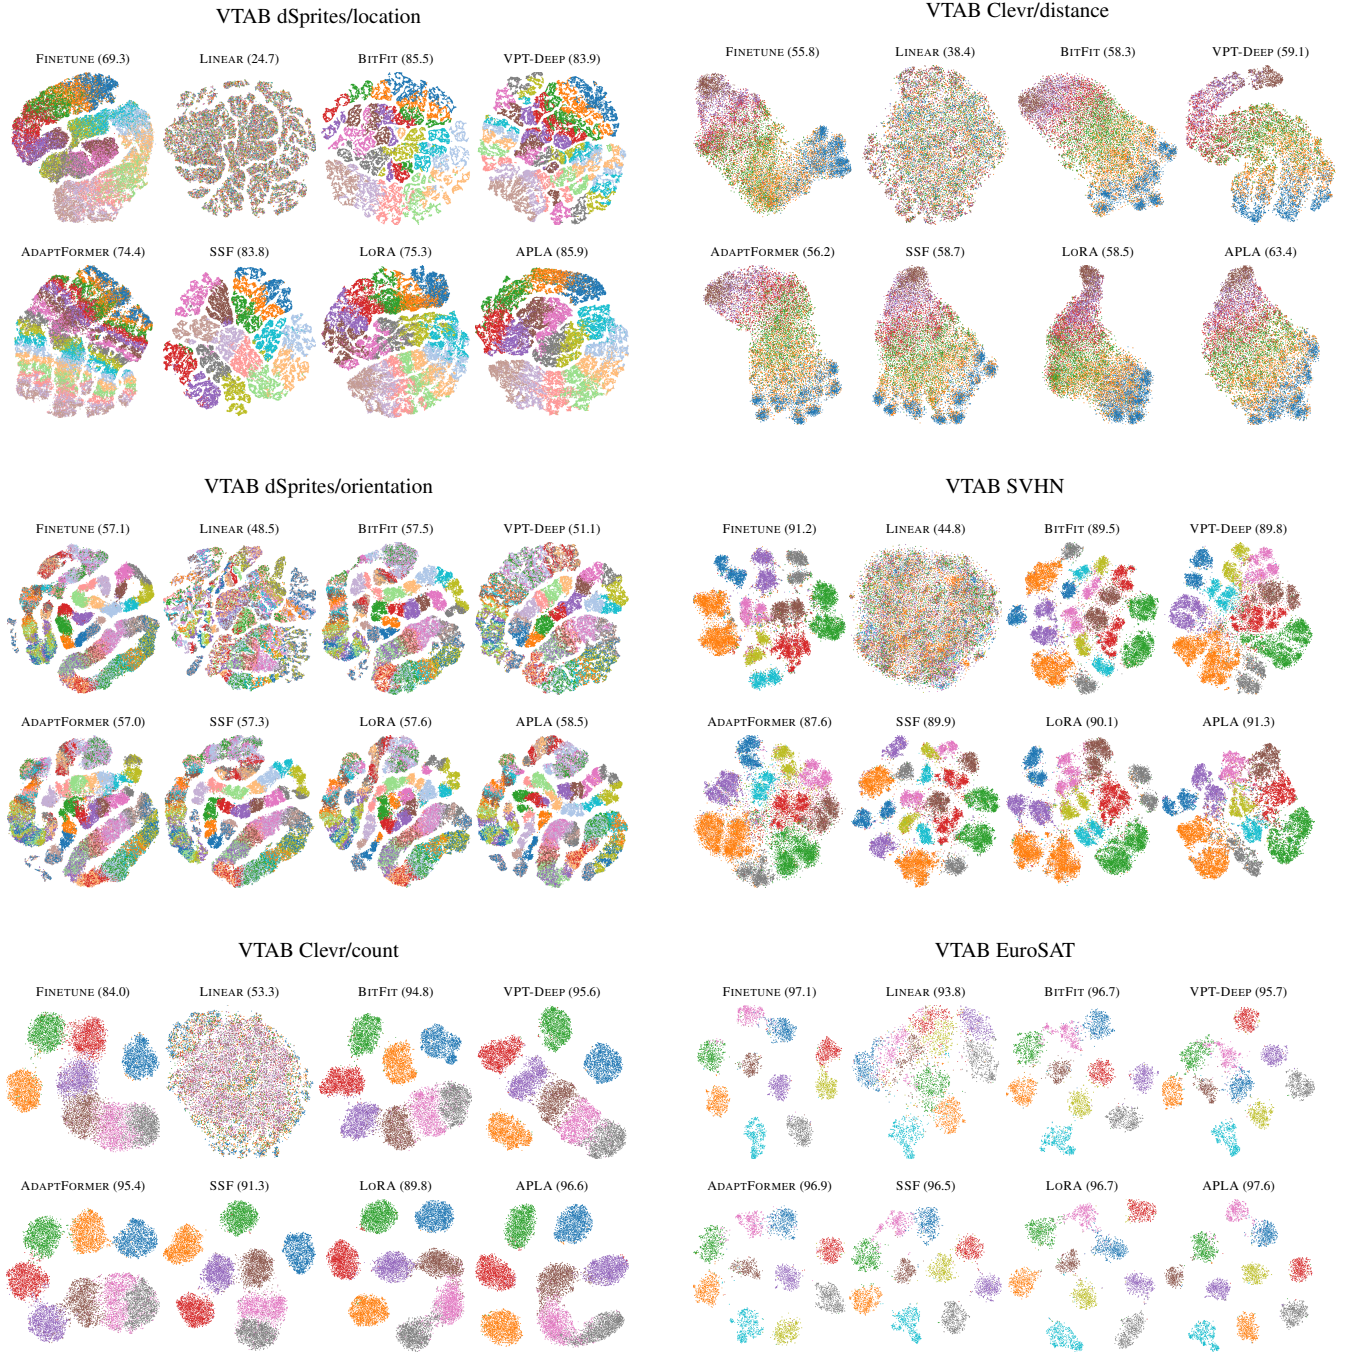 VTAB dSprites/location
FINETUNE (69.3) LINEAR (24.7) BITFIT (85.5) VPT-DEEP (83.9)
ADAPTFORMER (74.4) SSF (83.8) LORA (75.3) APLA (85.9)
VTAB Clevr/distance
FINETUNE (55.8) LINEAR (38.4) BITFIT (58.3) VPT-DEEP (59.1)
ADAPTFORMER (56.2) SSF (58.7) LORA (58.5) APLA (63.4)
VTAB dSprites/orientation
FINETUNE (57.1) LINEAR (48.5) BITFIT (57.5) VPT-DEEP (51.1)
ADAPTFORMER (57.0) SSF (57.3) LORA (57.6) APLA (58.5)
VTAB SVHN
FINETUNE (91.2) LINEAR (44.8) BITFIT (89.5) VPT-DEEP (89.8)
ADAPTFORMER (87.6) SSF (89.9) LORA (90.1) APLA (91.3)
VTAB Clevr/count
FINETUNE (84.0) LINEAR (53.3) BITFIT (94.8) VPT-DEEP (95.6)
ADAPTFORMER (95.4) SSF (91.3) LORA (89.8) APLA (96.6)
VTAB EuroSAT
FINETUNE (97.1) LINEAR (93.8) BITFIT (96.7) VPT-DEEP (95.7)
ADAPTFORMER (96.9) SSF (96.5) LORA (96.7) APLA (97.6)